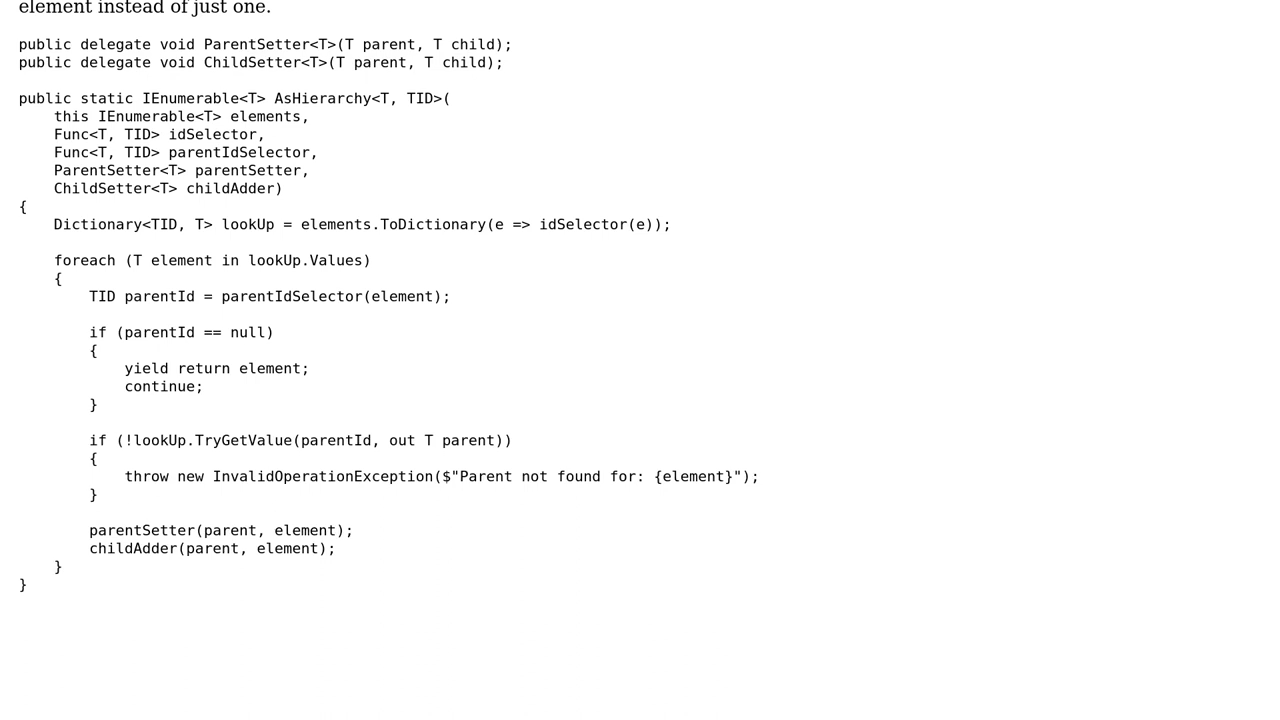 element instead of just one.
public delegate void ParentSetter<T>(T parent, T child);
public delegate void ChildSetter<T>(T parent, T child);

public static IEnumerable<T> AsHierarchy<T, TID>(
    this IEnumerable<T> elements,
    Func<T, TID> idSelector,
    Func<T, TID> parentIdSelector,
    ParentSetter<T> parentSetter,
    ChildSetter<T> childAdder)
{
    Dictionary<TID, T> lookUp = elements.ToDictionary(e => idSelector(e));

    foreach (T element in lookUp.Values)
    {
        TID parentId = parentIdSelector(element);

        if (parentId == null)
        {
            yield return element;
            continue;
        }

        if (!lookUp.TryGetValue(parentId, out T parent))
        {
            throw new InvalidOperationException($"Parent not found for: {element}");
        }

        parentSetter(parent, element);
        childAdder(parent, element);
    }
}